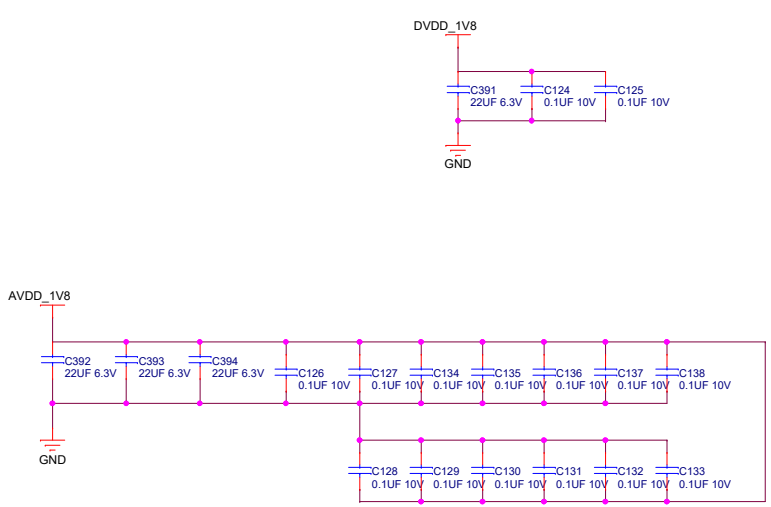 DVDD_1V8
C391
22UF 6.3V
C124
0.1UF 10V
C125
0.1UF 10V
GND
AVDD_1V8
C392
22UF 6.3V
C393
22UF 6.3V
C394
22UF 6.3V
C126
0.1UF 10V
C127
0.1UF 10V
C134
0.1UF 10V
C135
0.1UF 10V
C136
0.1UF 10V
C137
0.1UF 10V
C138
0.1UF 10V
GND
C128
0.1UF 10V
C129
0.1UF 10V
C130
0.1UF 10V
C131
0.1UF 10V
C132
0.1UF 10V
C133
0.1UF 10V